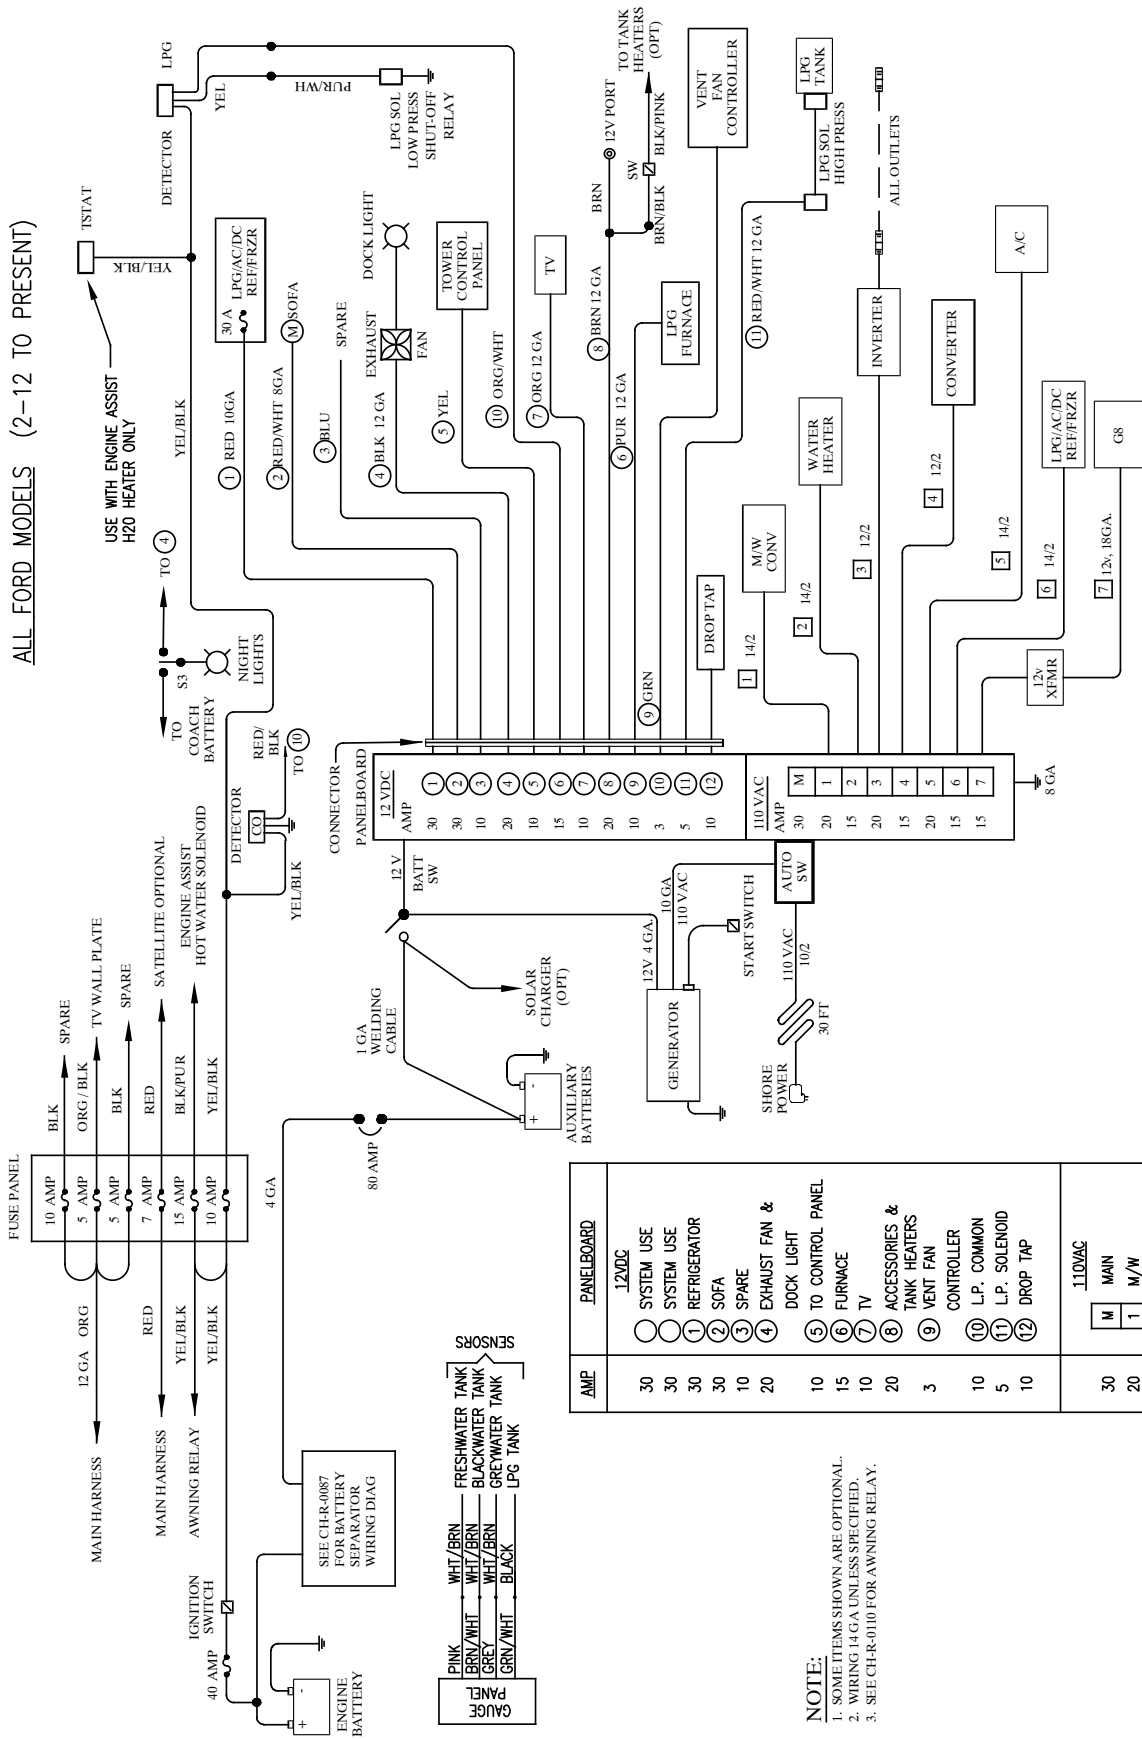 ALL FORD MODELS (2-12 TO PRESENT)
FUSE PANEL
10 AMP
BLK
SPARE
5 AMP
ORG / BLK
TV WALL PLATE
5 AMP
BLK
SPARE
7 AMP
RED
SATELLITE OPTIONAL
15 AMP
BLK/PUR
ENGINE ASSIST
HOT WATER SOLENOID
10 AMP
YEL/BLK
MAIN HARNESS
12 GA ORG
MAIN HARNESS
RED
AWNING RELAY
YEL/BLK
YEL/BLK
IGNITION
SWITCH
40 AMP
ENGINE
BATTERY
+
-
SEE CH-R-0087
FOR BATTERY
SEPARATOR
WIRING DIAG
4 GA
80 AMP
AUXILIARY
BATTERIES
+
-
1 GA
WELDING
CABLE
SOLAR
CHARGER
(OPT)
12 V
BATT
SW
DETECTOR
CO
YEL/BLK
RED/
BLK
TO 10
TO
COACH
BATTERY
S3
TO 4
NIGHT
LIGHTS
USE WITH ENGINE ASSIST
H20 HEATER ONLY
TSTAT
YEL/BLK
YEL/BLK
DETECTOR
LPG
YEL
PUR/WH
LPG SOL
LOW PRESS
SHUT-OFF
RELAY
1 RED 10GA
30 A
LPG/AC/DC
REF/FRZR
2 RED/WHT 8GA
M SOFA
3 BLU
SPARE
4 BLK 12 GA
EXHAUST
FAN
DOCK LIGHT
5 YEL
TOWER
CONTROL
PANEL
10 ORG/WHT
7 ORG 12 GA
TV
8 BRN 12 GA
BRN
12V PORT
BRN/BLK
SW
BLK/PINK
TO TANK
HEATERS
(OPT)
6 PUR 12 GA
LPG
FURNACE
9 GRN
VENT
FAN
CONTROLLER
11 RED/WHT 12 GA
LPG SOL
HIGH PRESS
LPG
TANK
DROP TAP
CONNECTOR
PANELBOARD
12 VDC
AMP
30 1
30 2
10 3
20 4
10 5
15 6
10 7
20 8
10 9
3 10
5 11
10 12
110 VAC
AMP
30 M
20 1
15 2
20 3
15 4
20 5
15 6
15 7
8 GA
1 14/2
M/W
CONV
2 14/2
WATER
HEATER
3 12/2
INVERTER
ALL OUTLETS
4 12/2
CONVERTER
5 14/2
A/C
6 14/2
LPG/AC/DC
REF/FRZR
7 12v, 18GA.
G8
12v
XFMR
12V 4 GA.
10 GA
110 VAC
GENERATOR
START SWITCH
AUTO
SW
110 VAC
10/2
30 FT
SHORE
POWER
GAUGE
PANEL
PINK WHT/BRN FRESHWATER TANK
BRN/WHT WHT/BRN BLACKWATER TANK
GREY WHT/BRN GREYWATER TANK
GRN/WHT BLACK LPG TANK
SENSORS
AMP PANELBOARD
12VDC
30 SYSTEM USE
30 SYSTEM USE
30 1 REFRIGERATOR
30 2 SOFA
10 3 SPARE
20 4 EXHAUST FAN &
DOCK LIGHT
10 5 TO CONTROL PANEL
15 6 FURNACE
10 7 TV
20 8 ACCESSORIES &
TANK HEATERS
3 9 VENT FAN
CONTROLLER
10 10 L.P. COMMON
5 11 L.P. SOLENOID
10 12 DROP TAP
110VAC
30 M MAIN
20 1 M/W
NOTE:
1. SOME ITEMS SHOWN ARE OPTIONAL.
2. WIRING 14 GA UNLESS SPECIFIED.
3. SEE CH-R-0110 FOR AWNING RELAY.